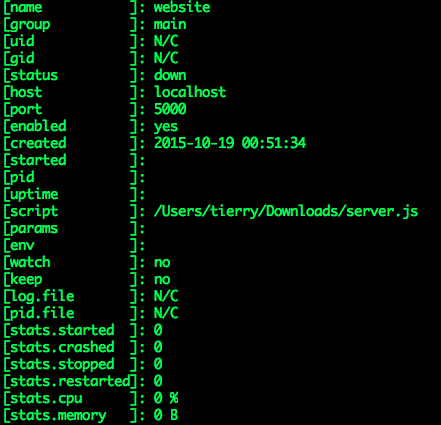 [name          ]: website
[group         ]: main
[uid           ]: N/C
[gid           ]: N/C
[status        ]: down
[host          ]: localhost
[port          ]: 5000
[enabled       ]: yes
[created       ]: 2015-10-19 00:51:34
[started       ]:
[pid           ]:
[uptime        ]:
[script        ]: /Users/tierry/Downloads/server.js
[params        ]:
[env           ]:
[watch         ]: no
[keep          ]: no
[log.file      ]: N/C
[pid.file      ]: N/C
[stats.started ]: 0
[stats.crashed ]: 0
[stats.stopped ]: 0
[stats.restarted]: 0
[stats.cpu     ]: 0 %
[stats.memory  ]: 0 B